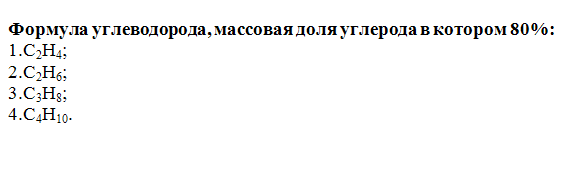 Формула углеводорода, массовая доля углерода в котором 80%:
1.C₂H₄;
2.C₂H₆;
3.C₃H₈;
4.C₄H₁₀.